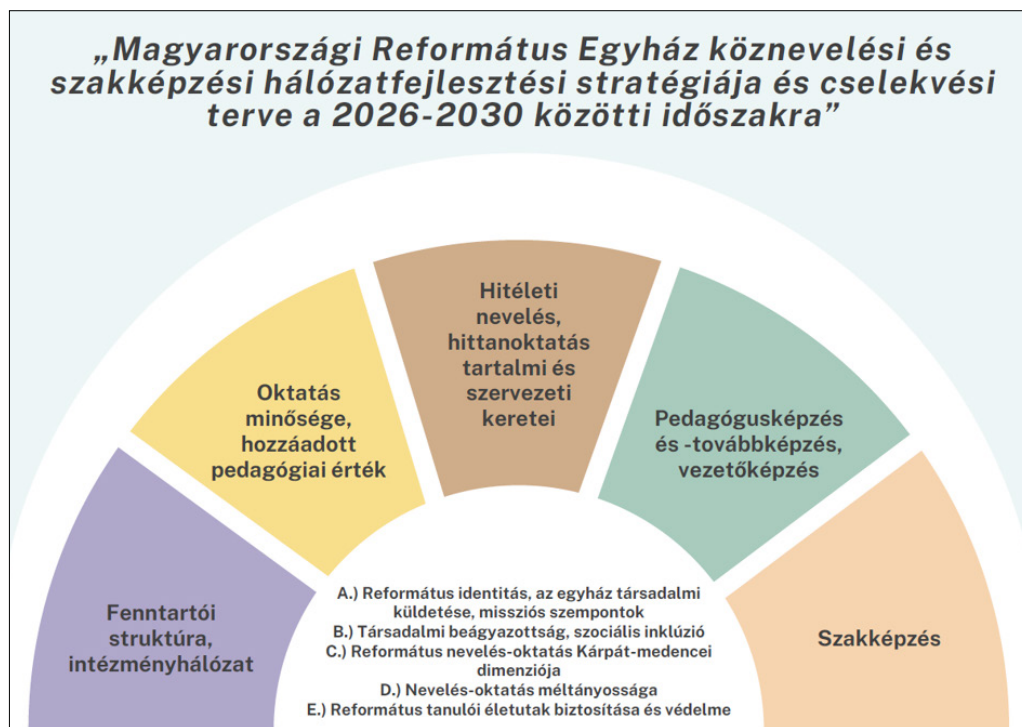 „Magyarországi Református Egyház köznevelési és
szakképzési hálózatfejlesztési stratégiája és cselekvési
terve a 2026-2030 közötti időszakra”
Fenntartói
struktúra,
intézményhálózat
Oktatás
minősége,
hozzáadott
pedagógiai érték
Hitéleti
nevelés,
hittanoktatás
tartalmi és
szervezeti
keretei
Pedagógusképzés
és -továbbképzés,
vezetőképzés
Szakképzés
A.) Református identitás, az egyház társadalmi
küldetése, missziós szempontok
B.) Társadalmi beágyazottság, szociális inklúzió
C.) Református nevelés-oktatás Kárpát-medencei
dimenziója
D.) Nevelés-oktatás méltányossága
E.) Református tanulói életutak biztosítása és védelme